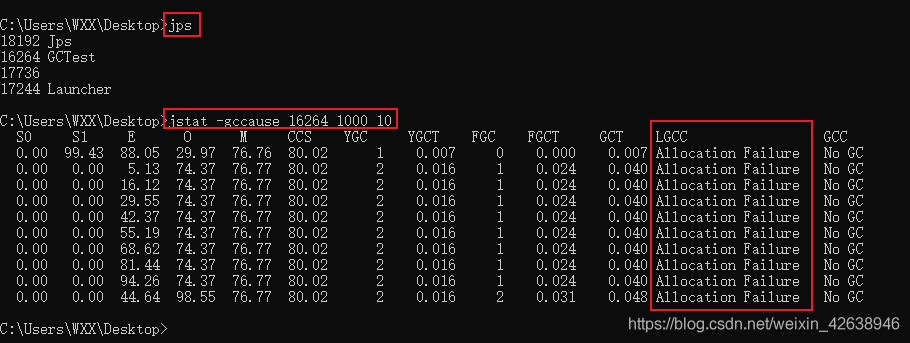 C:\Users\WXX\Desktop>jps
18192 Jps
16264 GCTest
17736
17244 Launcher
C:\Users\WXX\Desktop>jstat -gccause 16264 1000 10
S0 S1 E O M CCS YGC YGCT FGC FGCT GCT LGCC GCC
0.00 99.43 88.05 29.97 76.76 80.02 1 0.007 0 0.000 0.007 Allocation Failure No GC
0.00 0.00 5.13 74.37 76.77 80.02 2 0.016 1 0.024 0.040 Allocation Failure No GC
0.00 0.00 16.12 74.37 76.77 80.02 2 0.016 1 0.024 0.040 Allocation Failure No GC
0.00 0.00 29.55 74.37 76.77 80.02 2 0.016 1 0.024 0.040 Allocation Failure No GC
0.00 0.00 42.37 74.37 76.77 80.02 2 0.016 1 0.024 0.040 Allocation Failure No GC
0.00 0.00 55.19 74.37 76.77 80.02 2 0.016 1 0.024 0.040 Allocation Failure No GC
0.00 0.00 68.62 74.37 76.77 80.02 2 0.016 1 0.024 0.040 Allocation Failure No GC
0.00 0.00 81.44 74.37 76.77 80.02 2 0.016 1 0.024 0.040 Allocation Failure No GC
0.00 0.00 94.26 74.37 76.77 80.02 2 0.016 1 0.024 0.040 Allocation Failure No GC
0.00 0.00 44.64 98.55 76.77 80.02 2 0.016 2 0.031 0.048 Allocation Failure No GC
C:\Users\WXX\Desktop>
https://blog.csdn.net/weixin_42638946